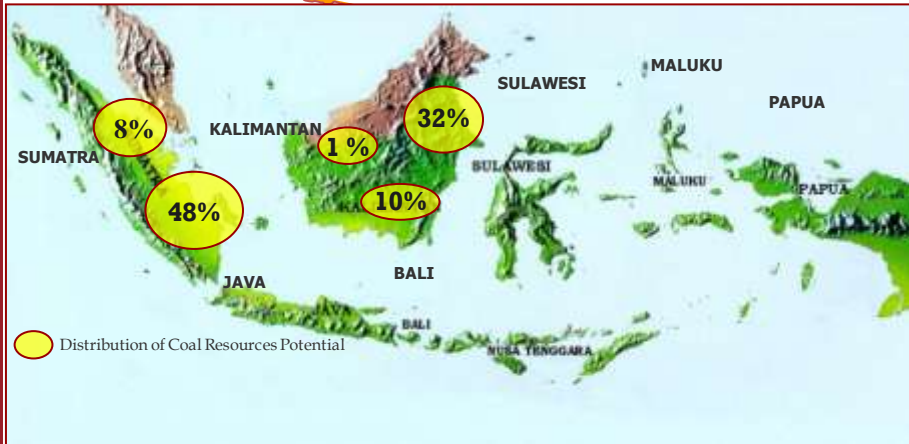 MALUKU
SULAWESI
PAPUA
32%
8%
KALIMANTAN
1 %
SUMATRA
SULAWESI
MALUKU
PAPUA
10%
48%
BALI
JAVA
JAVA
BALI
Distribution of Coal Resources Potential
NUSA TENGGARA